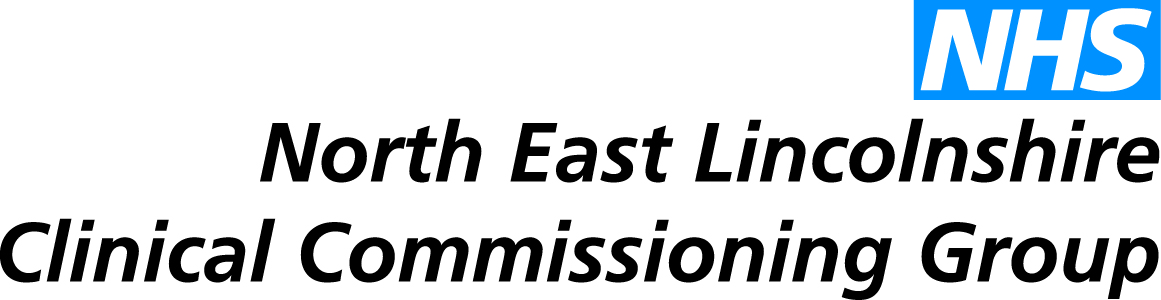 NHS
North East Lincolnshire
Clinical Commissioning Group